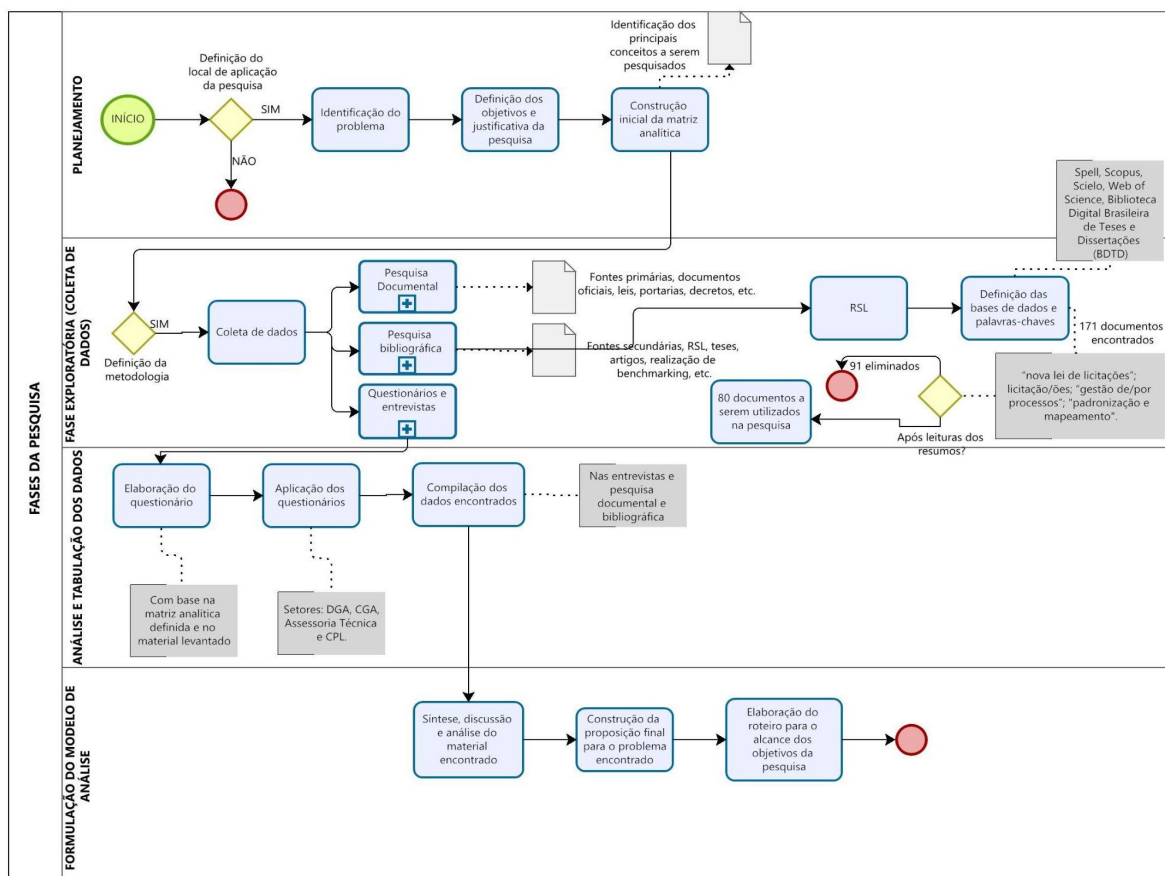 FASES DA PESQUISA
PLANEJAMENTO
INÍCIO
Definição do
local de aplicação
da pesquisa
SIM
NÃO
Identificação do
problema
Definição dos
objetivos e
justificativa da
pesquisa
Construção
inicial da matriz
analítica
Identificação dos
principais
conceitos a serem
pesquisados
FASE EXPLORATÓRIA (COLETA DE
DADOS)
SIM
Definição da
metodologia
Coleta de dados
Pesquisa
Documental
Fontes primárias, documentos
oficiais, leis, portarias, decretos, etc.
Pesquisa
bibliográfica
Fontes secundárias, RSL, teses,
artigos, realização de
benchmarking, etc.
Questionários e
entrevistas
RSL
Definição das
bases de dados e
palavras-chaves
Spell, Scopus,
Scielo, Web of
Science, Biblioteca
Digital Brasileira
de Teses e
Dissertações
(BDTD)
171 documentos
encontrados
"nova lei de licitações";
licitação/ões; "gestão de/por
processos"; "padronização e
mapeamento".
91 eliminados
Após leituras dos
resumos?
80 documentos a
serem utilizados
na pesquisa
ANÁLISE E TABULAÇÃO DOS DADOS
Elaboração do
questionário
Aplicação dos
questionários
Compilação dos
dados encontrados
Nas entrevistas e
pesquisa
documental e
bibliográfica
Com base na
matriz analítica
definida e no
material levantado
Setores: DGA, CGA,
Assessoria Técnica
e CPL.
FORMULAÇÃO DO MODELO DE
ANÁLISE
Síntese, discussão
e análise do
material
encontrado
Construção da
proposição final
para o problema
encontrado
Elaboração do
roteiro para o
alcance dos
objetivos da
pesquisa